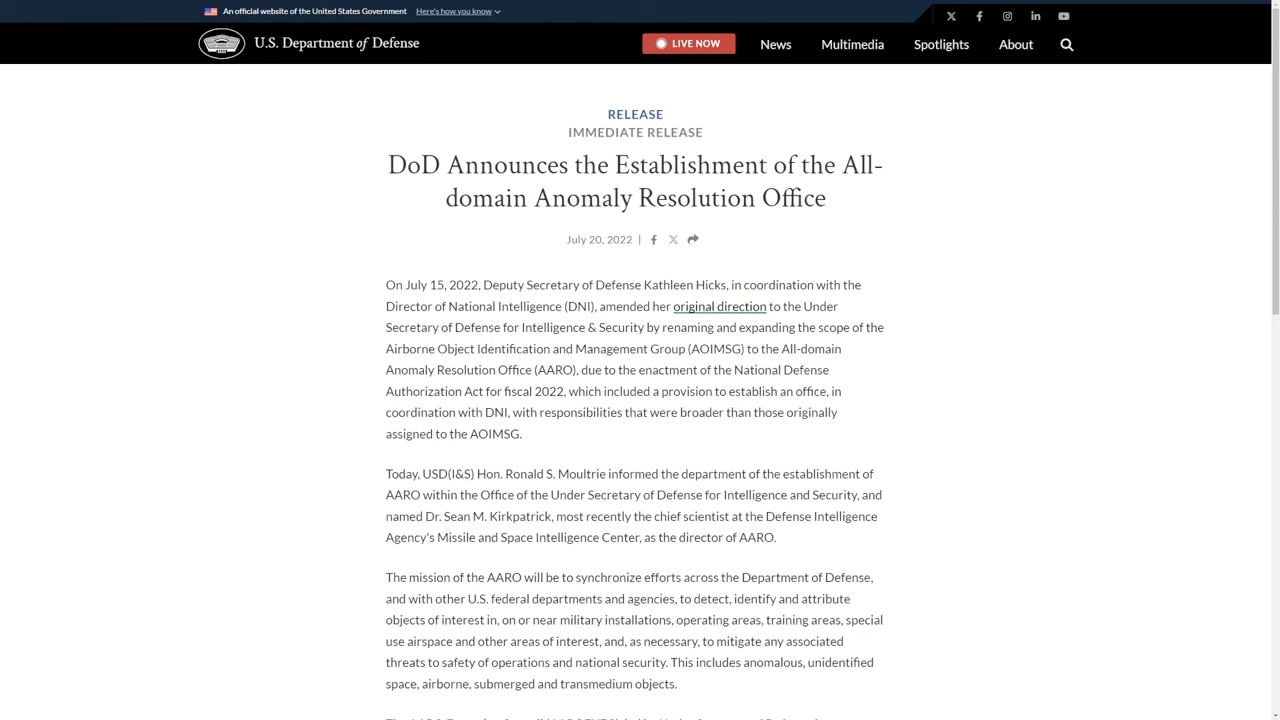 An official website of the United States Government Here's how you know
U.S. Department of Defense
LIVE NOW
News
Multimedia
Spotlights
About
RELEASE
IMMEDIATE RELEASE
DoD Announces the Establishment of the All-
domain Anomaly Resolution Office
July 20, 2022 |
On July 15, 2022, Deputy Secretary of Defense Kathleen Hicks, in coordination with the
Director of National Intelligence (DNI), amended her original direction to the Under
Secretary of Defense for Intelligence & Security by renaming and expanding the scope of the
Airborne Object Identification and Management Group (AOIMSG) to the All-domain
Anomaly Resolution Office (AARO), due to the enactment of the National Defense
Authorization Act for fiscal 2022, which included a provision to establish an office, in
coordination with DNI, with responsibilities that were broader than those originally
assigned to the AOIMSG.
Today, USD(I&S) Hon. Ronald S. Moultrie informed the department of the establishment of
AARO within the Office of the Under Secretary of Defense for Intelligence and Security, and
named Dr. Sean M. Kirkpatrick, most recently the chief scientist at the Defense Intelligence
Agency's Missile and Space Intelligence Center, as the director of AARO.
The mission of the AARO will be to synchronize efforts across the Department of Defense,
and with other U.S. federal departments and agencies, to detect, identify and attribute
objects of interest in, on or near military installations, operating areas, training areas, special
use airspace and other areas of interest, and, as necessary, to mitigate any associated
threats to safety of operations and national security. This includes anomalous, unidentified
space, airborne, submerged and transmedium objects.